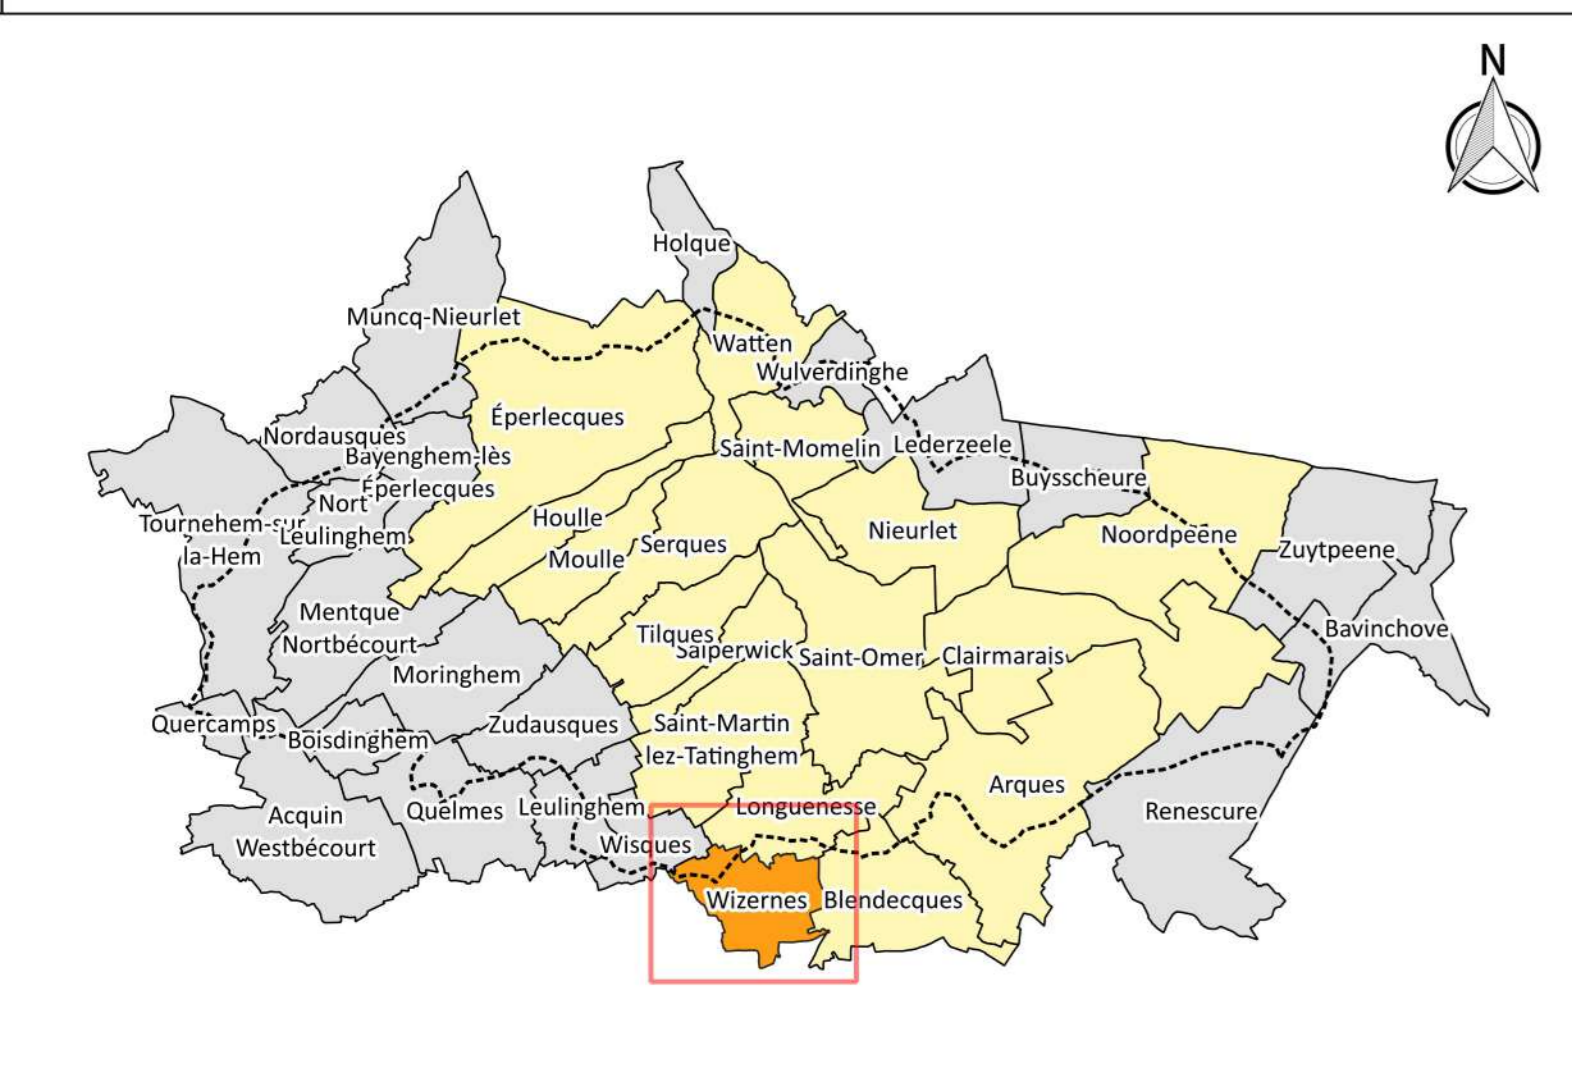 N
Holque
Muncq-Nieurlet
Watten
Wulverdinghe
Éperlecques
Nordausques
Saint-Momelin
Lederzeele
Bayenghem-lès
Éperlecques
Buysscheure
Nort
Leulinghem
Houlle
Tournehem-sur
la-Hem
Nieurlet
Noordpeene
Serques
Moulle
Zuytpeene
Mentque
Nortbécourt
Tilques
Salperwick
Saint-Omer
Clairmarais
Bavinchove
Moringhem
Quercamps
Boisdinghem
Zudausques
Saint-Martin
lez-Tatinghem
Arques
Acquin
Westbécourt
Quelmes
Leulinghem
Longuenesse
Renescure
Wisques
Wizernes
Blendecques